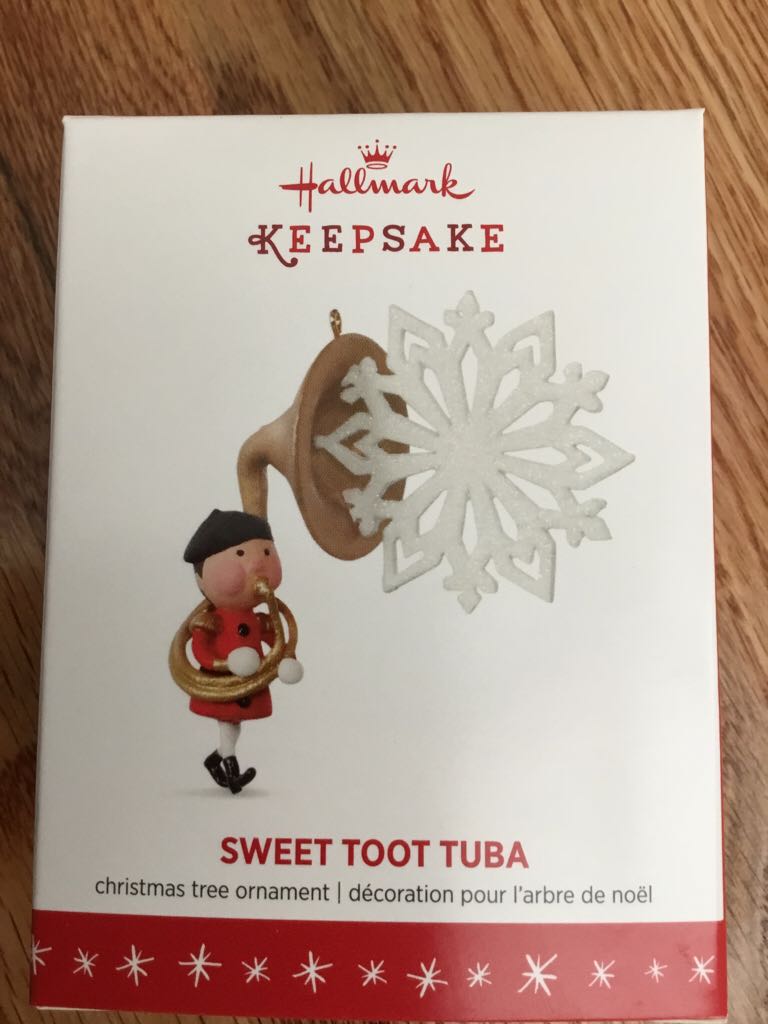 Hallmark
KEEPSAKE
SWEET TOOT TUBA
christmas tree ornament | décoration pour l'arbre de noël